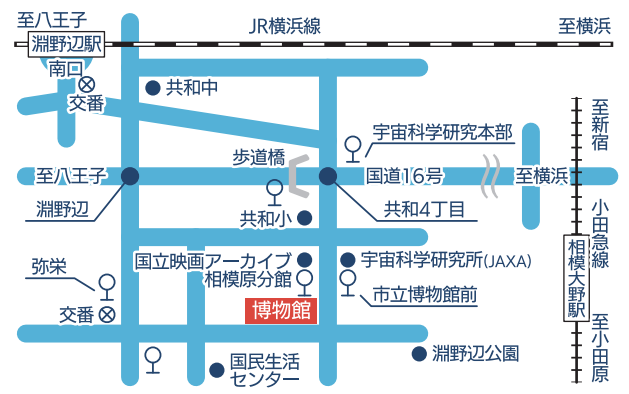 至八王子
JR横浜線
至横浜
淵野辺駅
南口
交番
共和中
至新宿
宇宙科学研究本部
歩道橋
至八王子
国道16号
至横浜
淵野辺
共和4丁目
小田急線
共和小
弥栄
国立映画アーカイブ
相模原分館
宇宙科学研究所(JAXA)
相模大野駅
市立博物館前
博物館
交番
至小田原
淵野辺公園
国民生活
センター